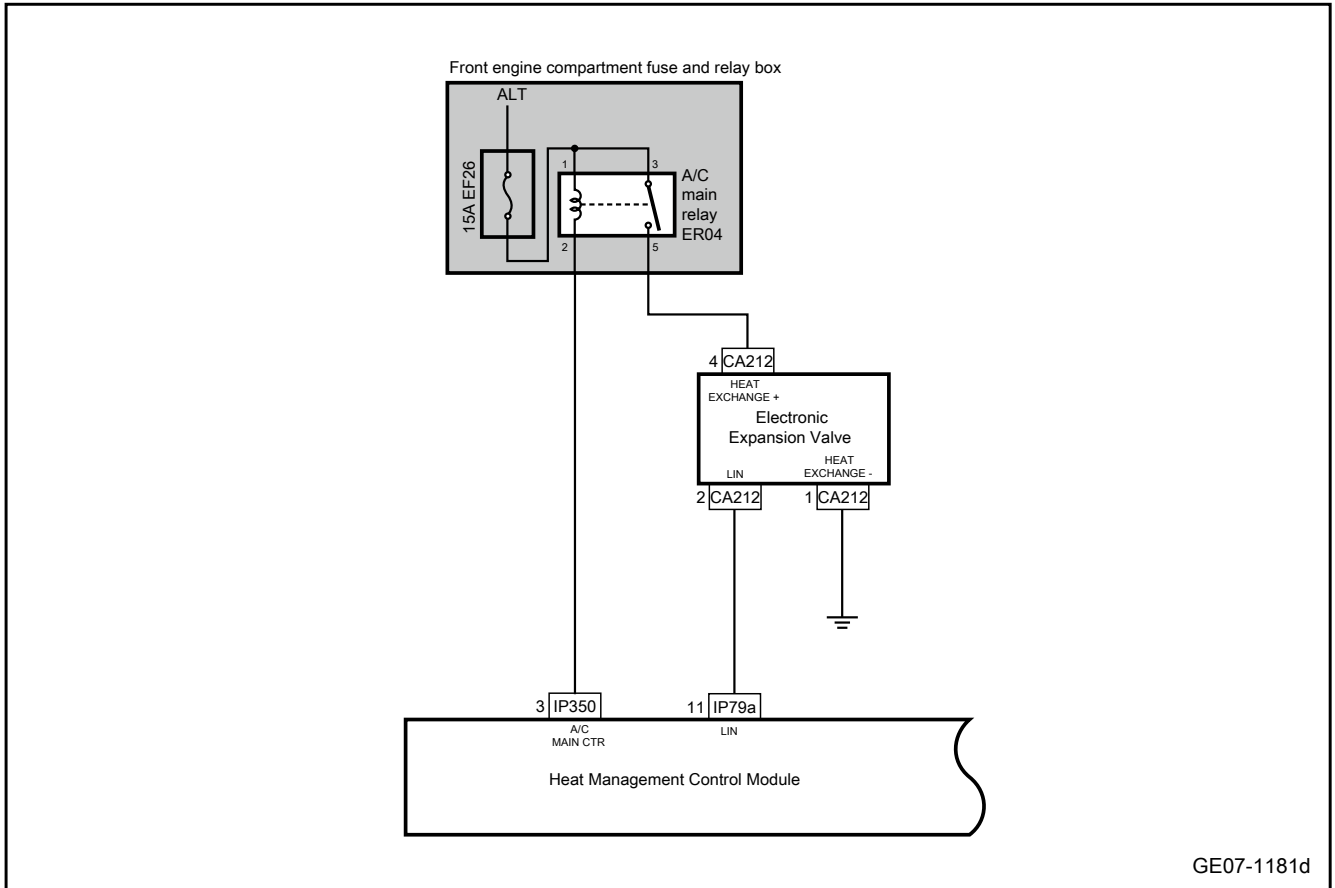 Front engine compartment fuse and relay box
ALT
15A EF26
1
3
A/C
main
relay
ER04
2
5
4 CA212
HEAT
EXCHANGE +
Electronic
Expansion Valve
LIN
HEAT
EXCHANGE -
2 CA212
1 CA212
3 IP350
11 IP79a
A/C
MAIN CTR
LIN
Heat Management Control Module
GE07-1181d